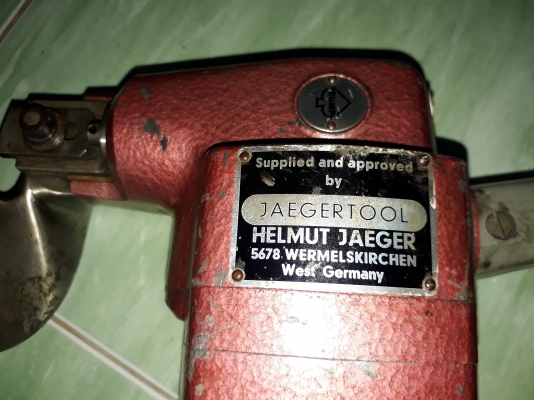 Supplied and approved
by
JAEGERTOOL
HELMUT JAEGER
5678 WERMELSKIRCHEN
West Germany